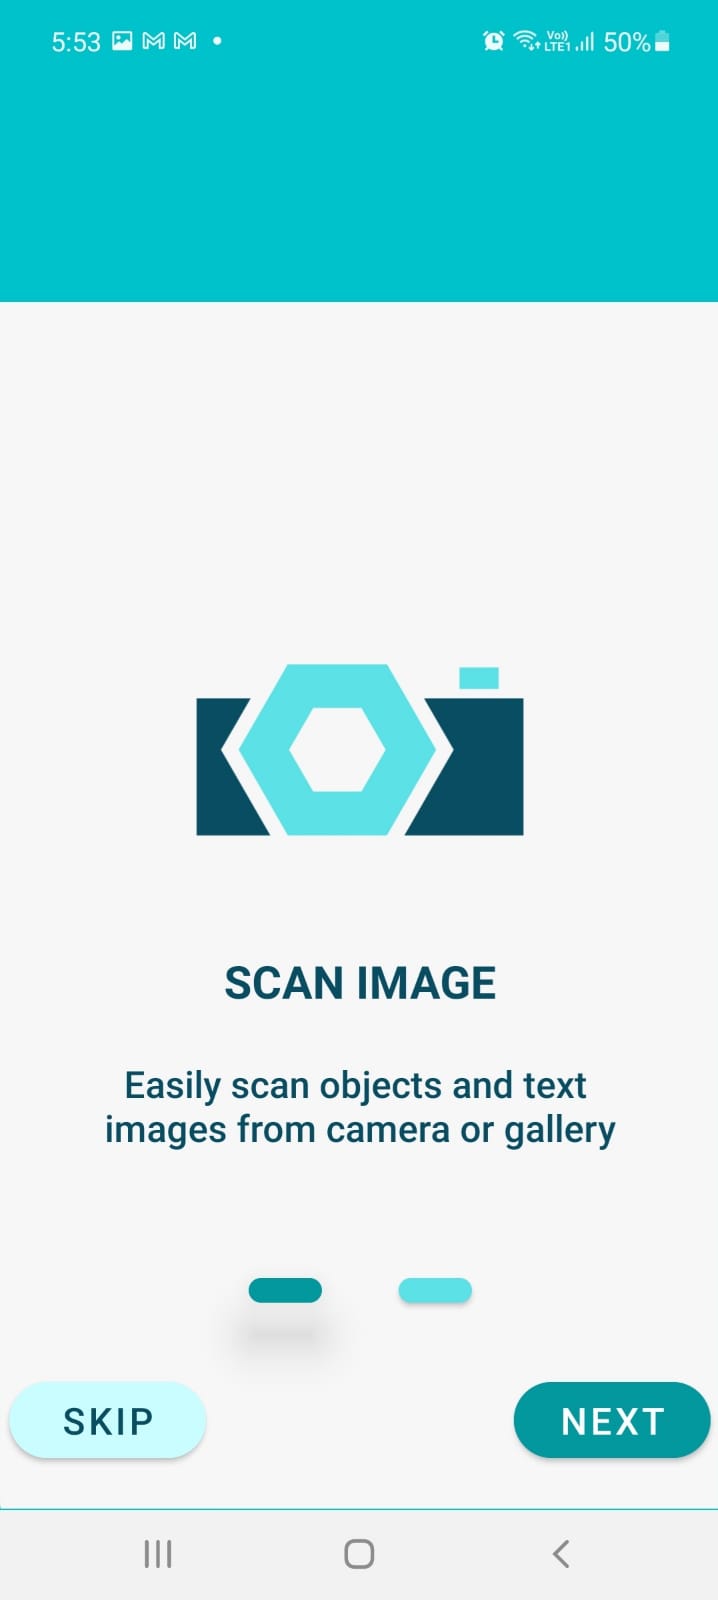 5:53
Vo))
LTE1
50%
SCAN IMAGE
Easily scan objects and text
images from camera or gallery
SKIP
NEXT